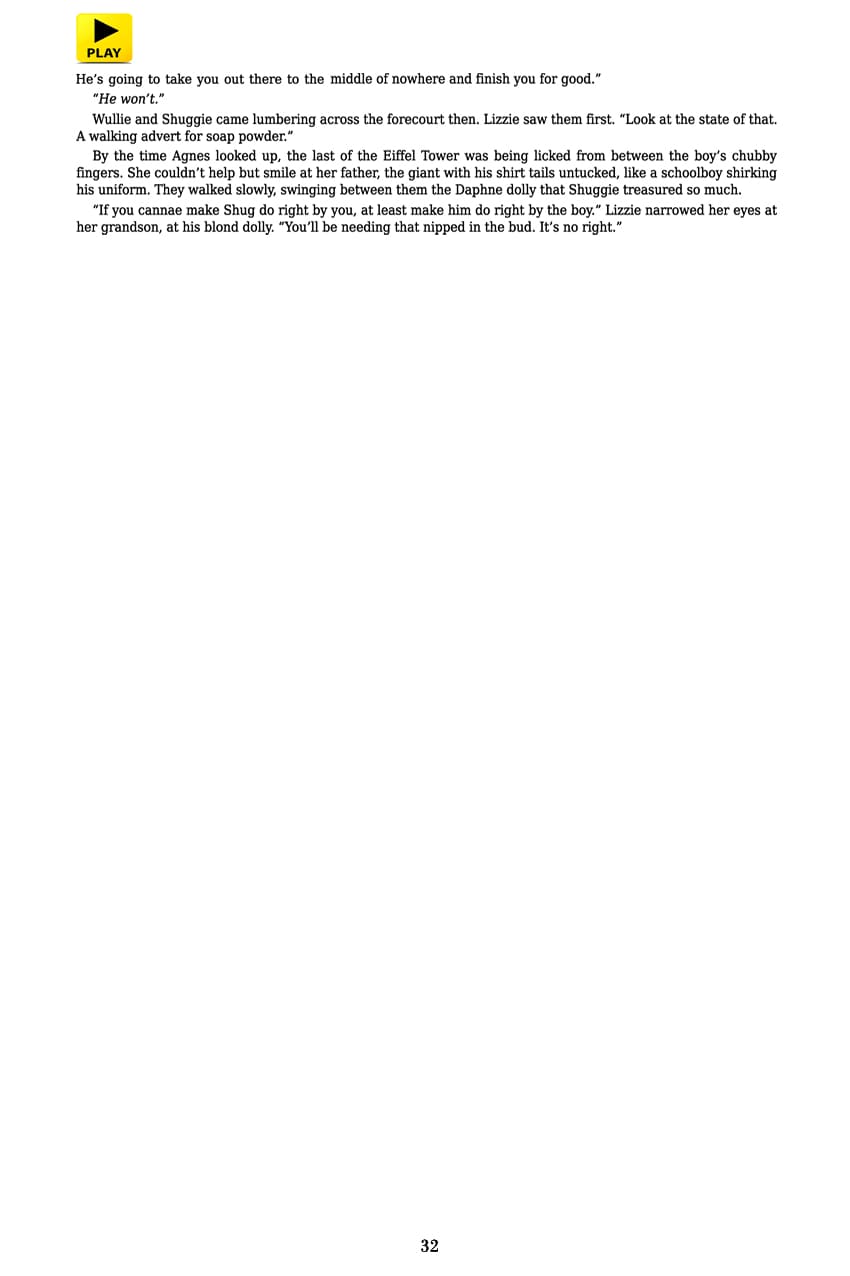 PLAY
He’s going to take you out there to the middle of nowhere and finish you for good.”
“He won’t.”
Wullie and Shuggie came lumbering across the forecourt then. Lizzie saw them first. “Look at the state of that.
A walking advert for soap powder.”
By the time Agnes looked up, the last of the Eiffel Tower was being licked from between the boy’s chubby
fingers. She couldn’t help but smile at her father, the giant with his shirt tails untucked, like a schoolboy shirking
his uniform. They walked slowly, swinging between them the Daphne dolly that Shuggie treasured so much.
“If you cannae make Shug do right by you, at least make him do right by the boy.” Lizzie narrowed her eyes at
her grandson, at his blond dolly. “You’ll be needing that nipped in the bud. It’s no right.”
32